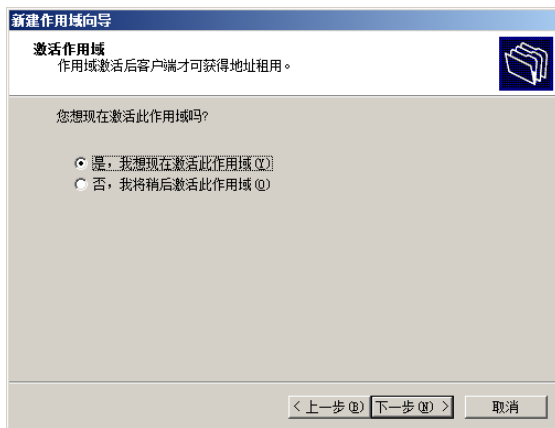 新建作用域向导
激活作用域
作用域激活后客户端才可获得地址租用。
您想现在激活此作用域吗?
是，我想现在激活此作用域(Y)
否，我将稍后激活此作用域(O)
< 上一步(B) 下一步(N) > 取消